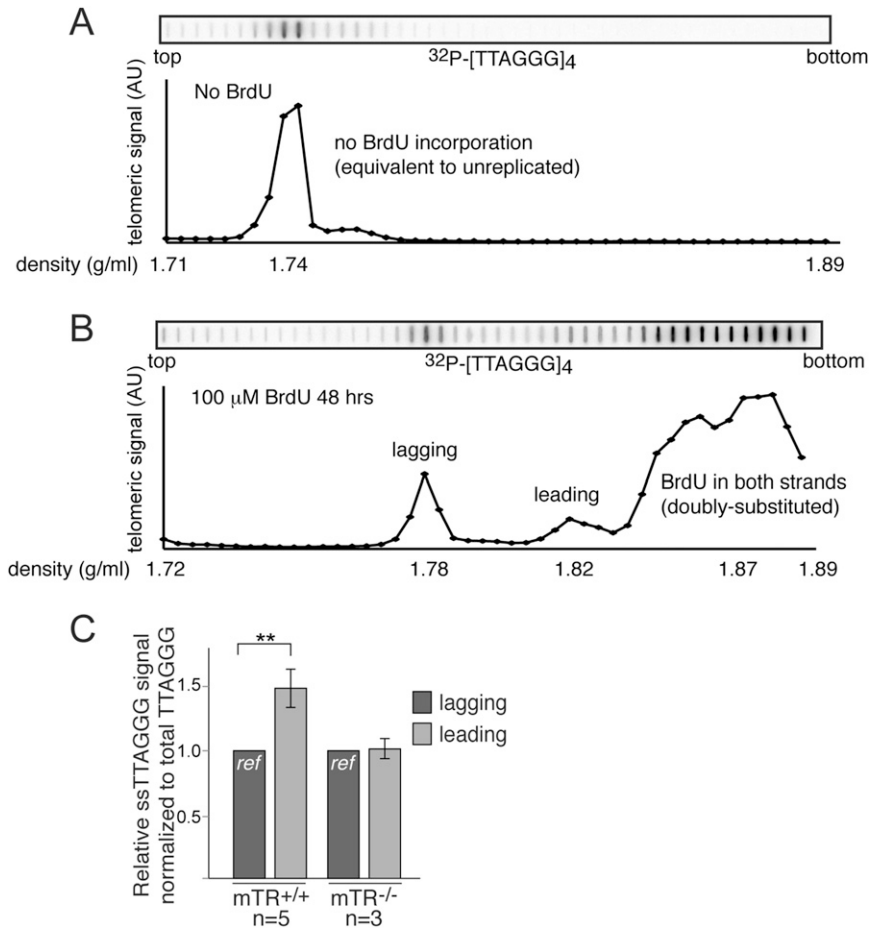 A
top
32P-[TTAGGG]4
bottom
telomeric signal (AU)
No BrdU
no BrdU incorporation
(equivalent to unreplicated)
density (g/ml)
1.71
1.74
1.89
B
top
32P-[TTAGGG]4
bottom
telomeric signal (AU)
100 μM BrdU 48 hrs
lagging
leading
BrdU in both strands
(doubly-substituted)
density (g/ml)
1.72
1.78
1.82
1.87
1.89
C
Relative ssTTAGGG signal
normalized to total TTAGGG
**
1.5
1.0
0.5
ref
ref
lagging
leading
mTR+/+
n=5
mTR-/-
n=3